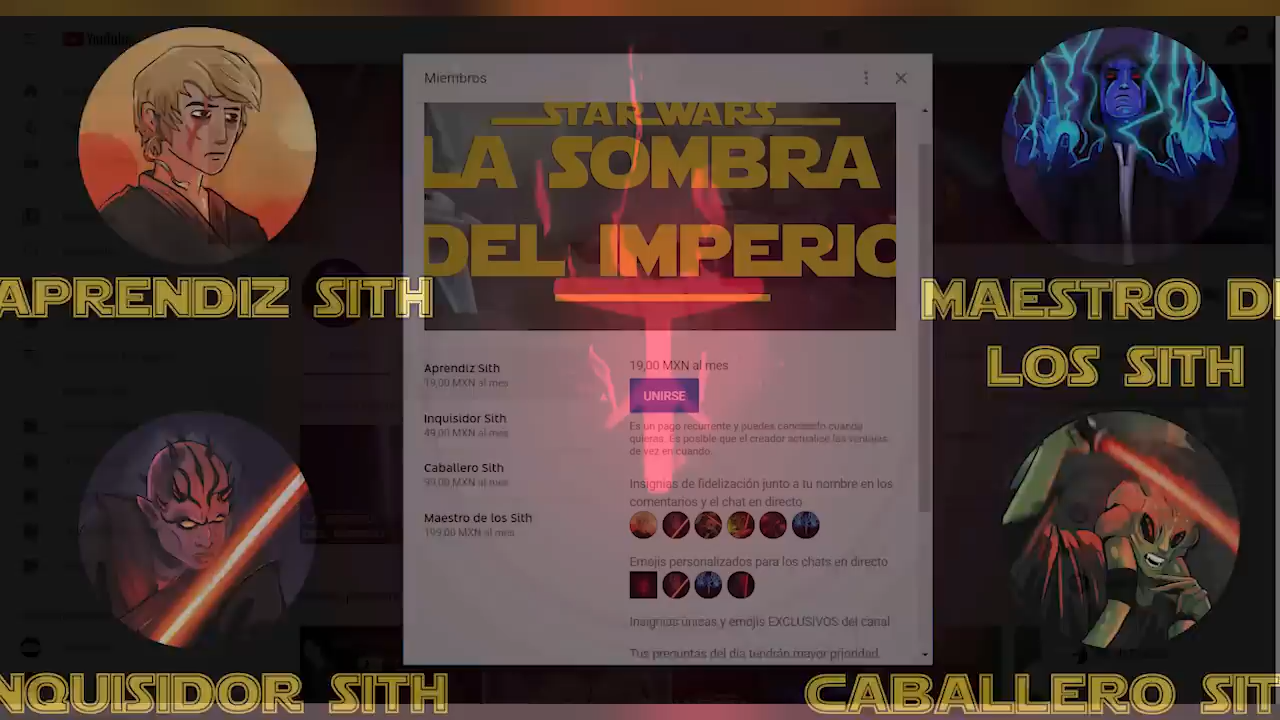 YouTube
Miembros
STAR WARS
LA SOMBRA
DEL IMPERIO
APRENDIZ SITH
MAESTRO DE
LOS SITH
NQUISIDOR SITH
CABALLERO SIT
Aprendiz Sith
19,00 MXN al mes
Inquisidor Sith
49,00 MXN al mes
Caballero Sith
99,00 MXN al mes
Maestro de los Sith
199,00 MXN al mes
19,00 MXN al mes
UNIRSE
Es un pago recurrente y puedes cancelarlo cuando
quieras. Es posible que el creador actualice las ventajas
de vez en cuando.
Insignias de fidelización junto a tu nombre en los
comentarios y el chat en directo
Emojis personalizados para los chats en directo
Insignias únicas y emojis EXCLUSIVOS del canal
Tus preguntas del día tendrán mayor prioridad